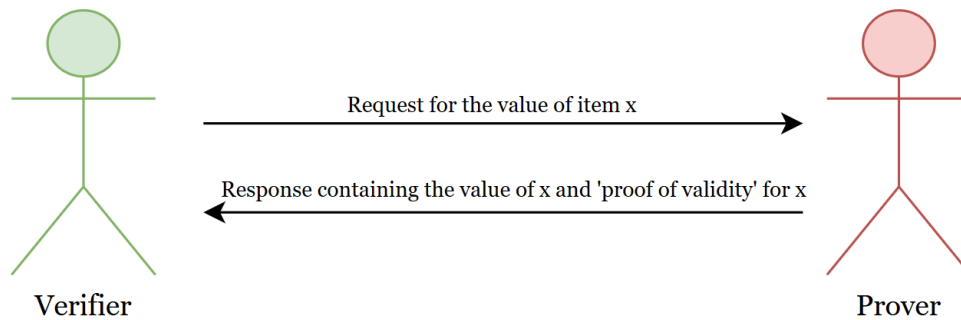 Request for the value of item x
Response containing the value of x and 'proof of validity' for x
Verifier
Prover